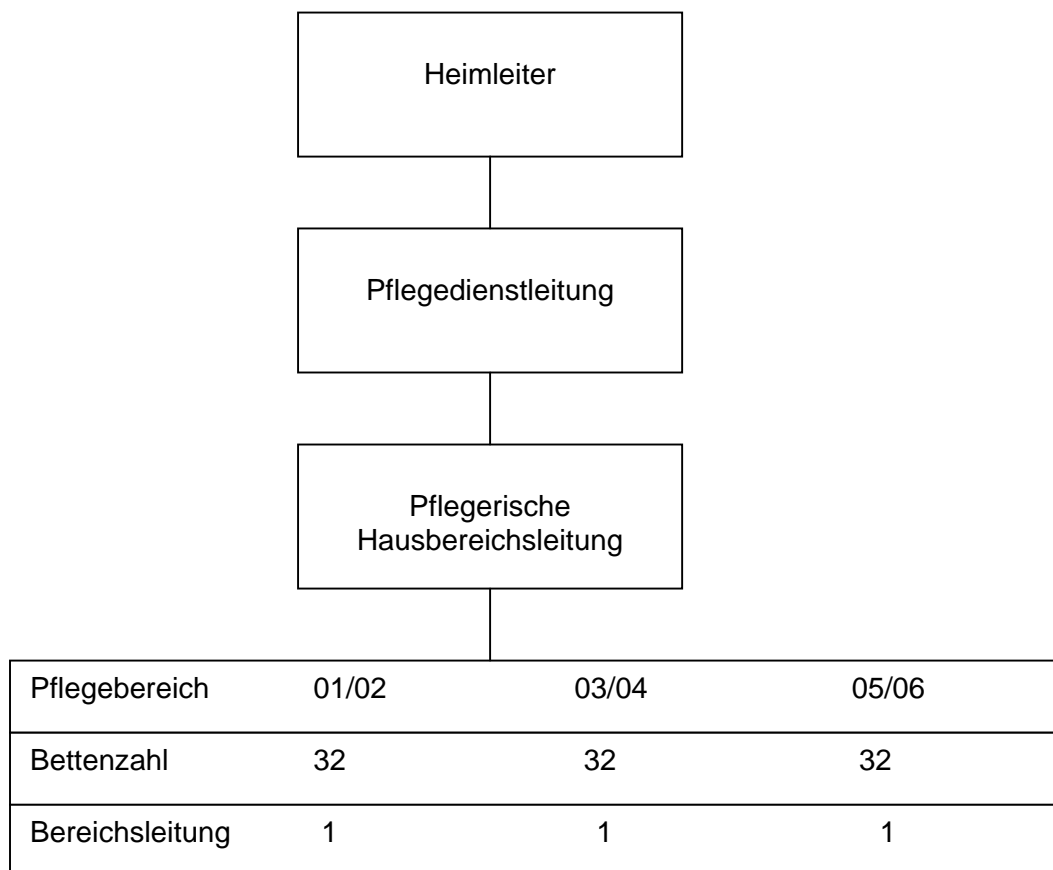 Heimleiter
Pflegedienstleitung
Pflegerische
Hausbereichsleitung
Pflegebereich 01/02 03/04 05/06
Bettenzahl 32 32 32
Bereichsleitung 1 1 1